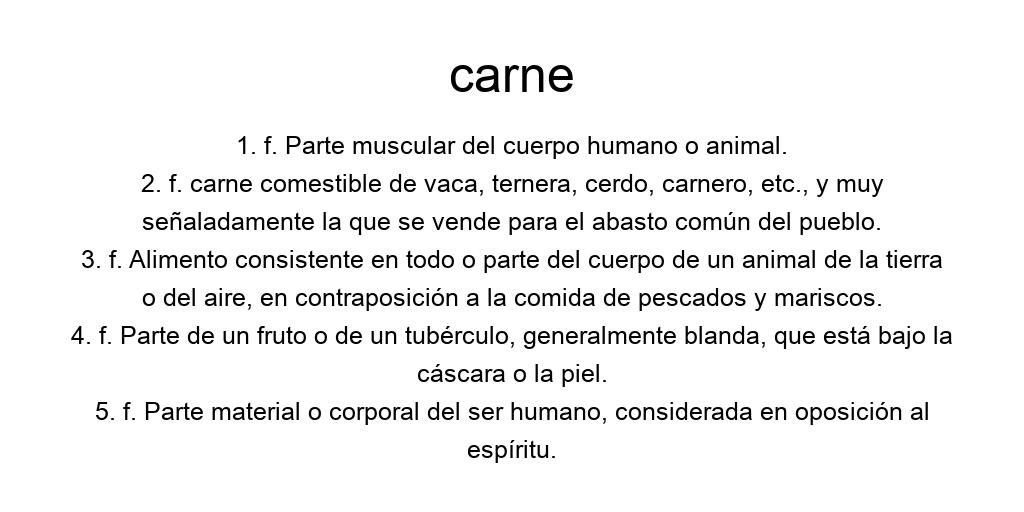 carne
1. f. Parte muscular del cuerpo humano o animal.
2. f. carne comestible de vaca, ternera, cerdo, carnero, etc., y muy
señaladamente la que se vende para el abasto común del pueblo.
3. f. Alimento consistente en todo o parte del cuerpo de un animal de la tierra
o del aire, en contraposición a la comida de pescados y mariscos.
4. f. Parte de un fruto o de un tubérculo, generalmente blanda, que está bajo la
cáscara o la piel.
5. f. Parte material o corporal del ser humano, considerada en oposición al
espíritu.